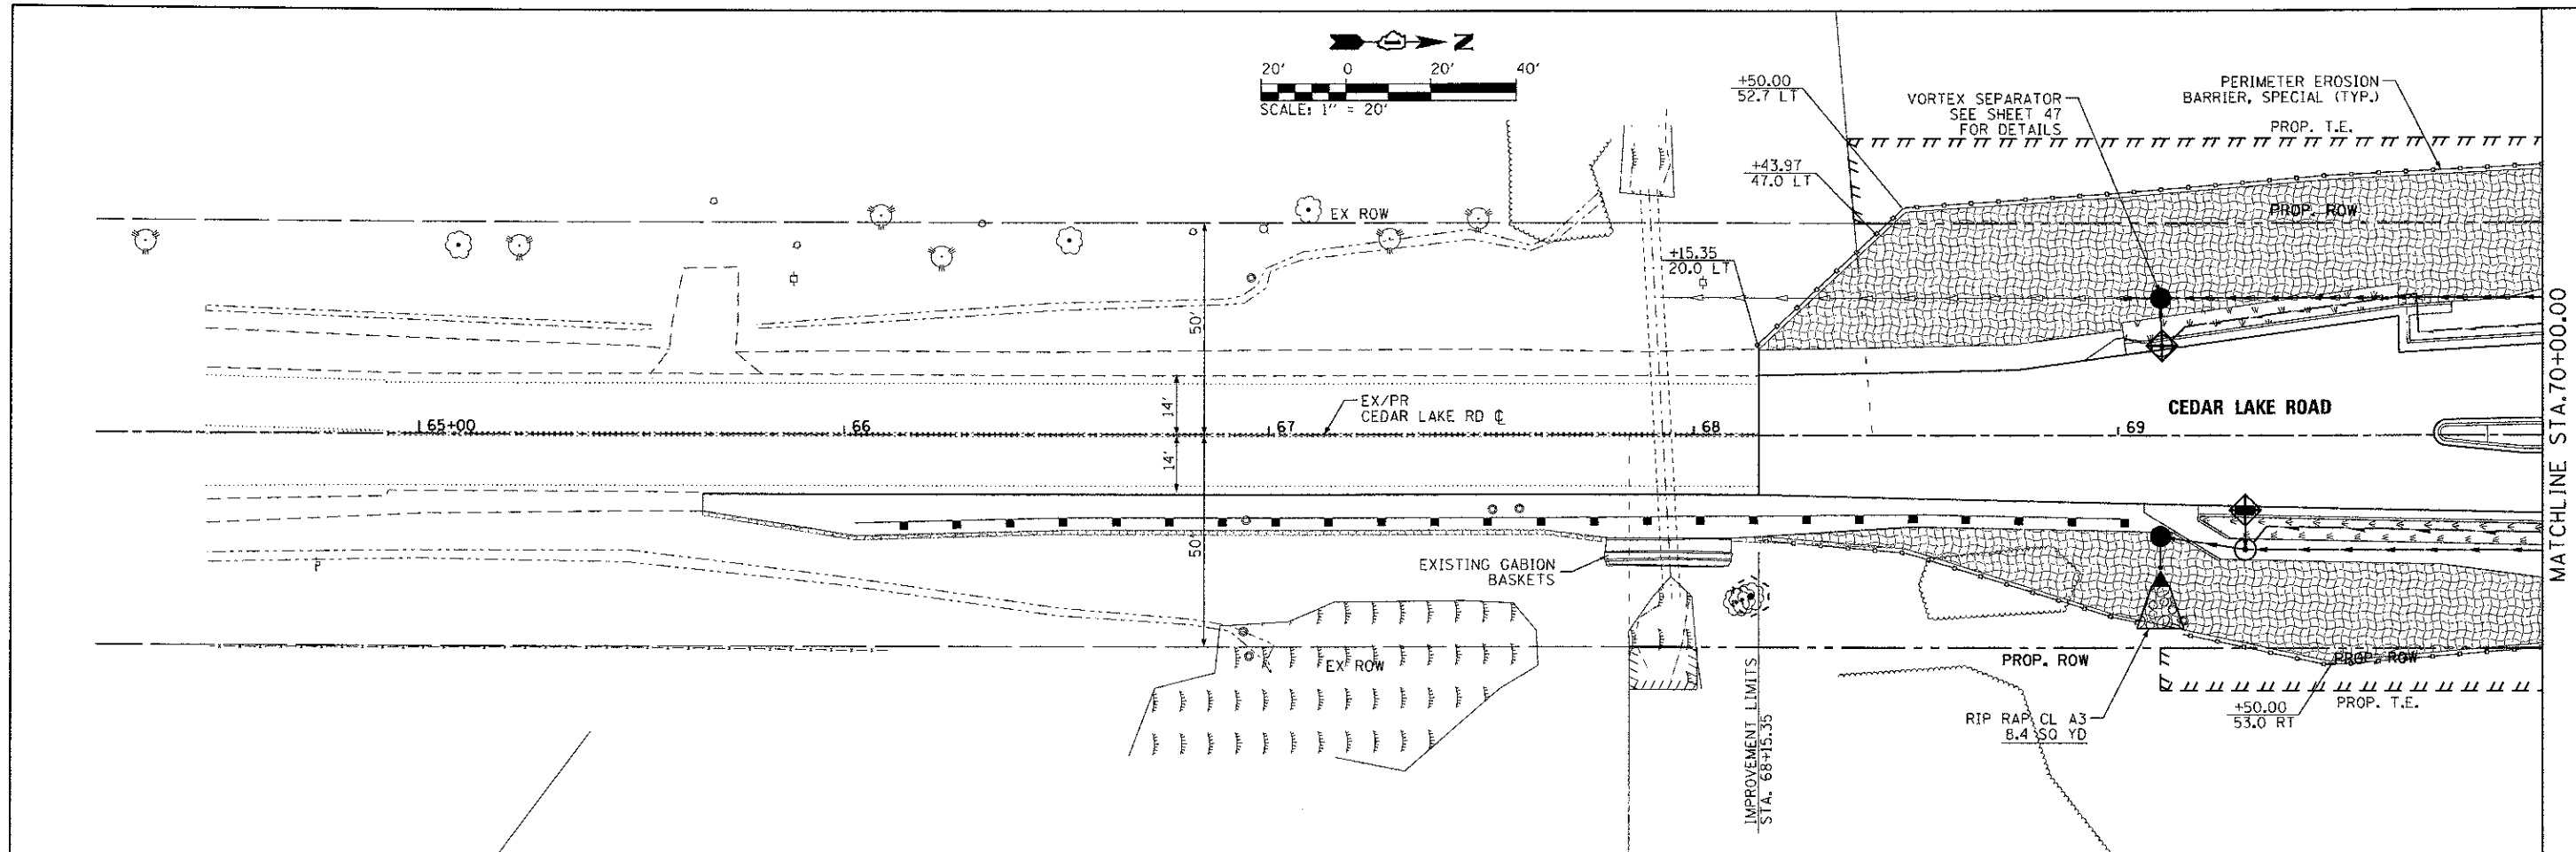 N
20' 0 20' 40'
SCALE: 1" = 20'
+50.00
52.7 LT
VORTEX SEPARATOR
SEE SHEET 47
FOR DETAILS
PERIMETER EROSION
BARRIER, SPECIAL (TYP.)
PROP. T.E.
+43.97
47.0 LT
EX ROW
PROP. ROW
+15.35
20.0 LT
50'
14'
EX/PR
CEDAR LAKE RD ℄
CEDAR LAKE ROAD
65+00
66
67
68
69
14'
50'
MATCHLINE STA.70+00.00
EXISTING GABION
BASKETS
P
EX ROW
PROP. ROW
PROP. ROW
PROP. T.E.
+50.00
53.0 RT
RIP RAP CL A3
8.4 SQ YD
IMPROVEMENT LIMITS
STA. 68+15.35